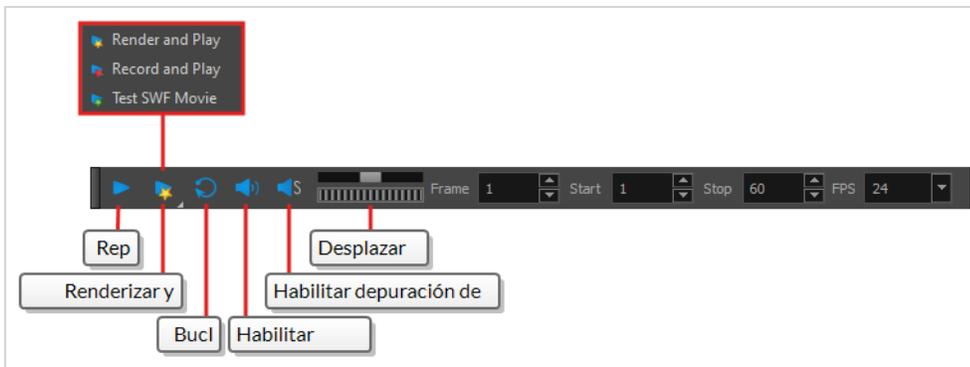 Render and Play
Record and Play
Test SWF Movie
S Frame 1 Start 1 Stop 60 FPS 24
Rep
Desplazar
Renderizar y
Habilitar depuración de
Bucl
Habilitar